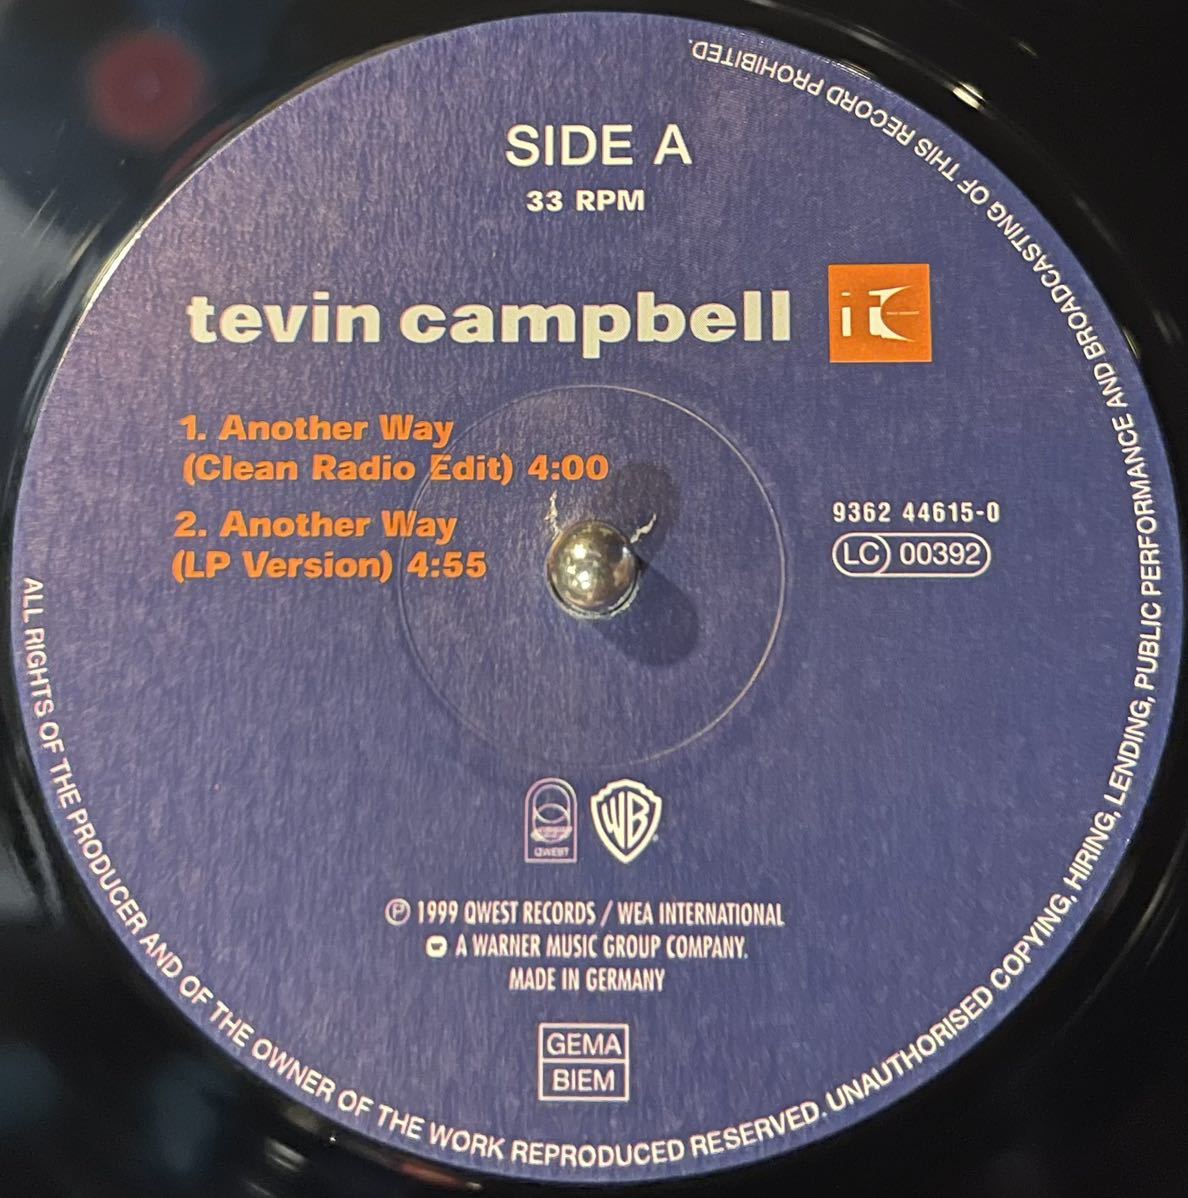 SIDE A
33 RPM
tevin campbell
1. Another Way
(Clean Radio Edit) 4:00
2. Another Way
(LP Version) 4:55
9362 44615-0
LC 00392
QWEST
WB
Ⓟ 1999 QWEST RECORDS / WEA INTERNATIONAL
A WARNER MUSIC GROUP COMPANY.
MADE IN GERMANY
GEMA
BIEM
ALL RIGHTS OF THE PRODUCER AND OF THE OWNER OF THE WORK REPRODUCED RESERVED. UNAUTHORISED COPYING, HIRING, LENDING, PUBLIC PERFORMANCE AND BROADCASTING OF THIS RECORD PROHIBITED.